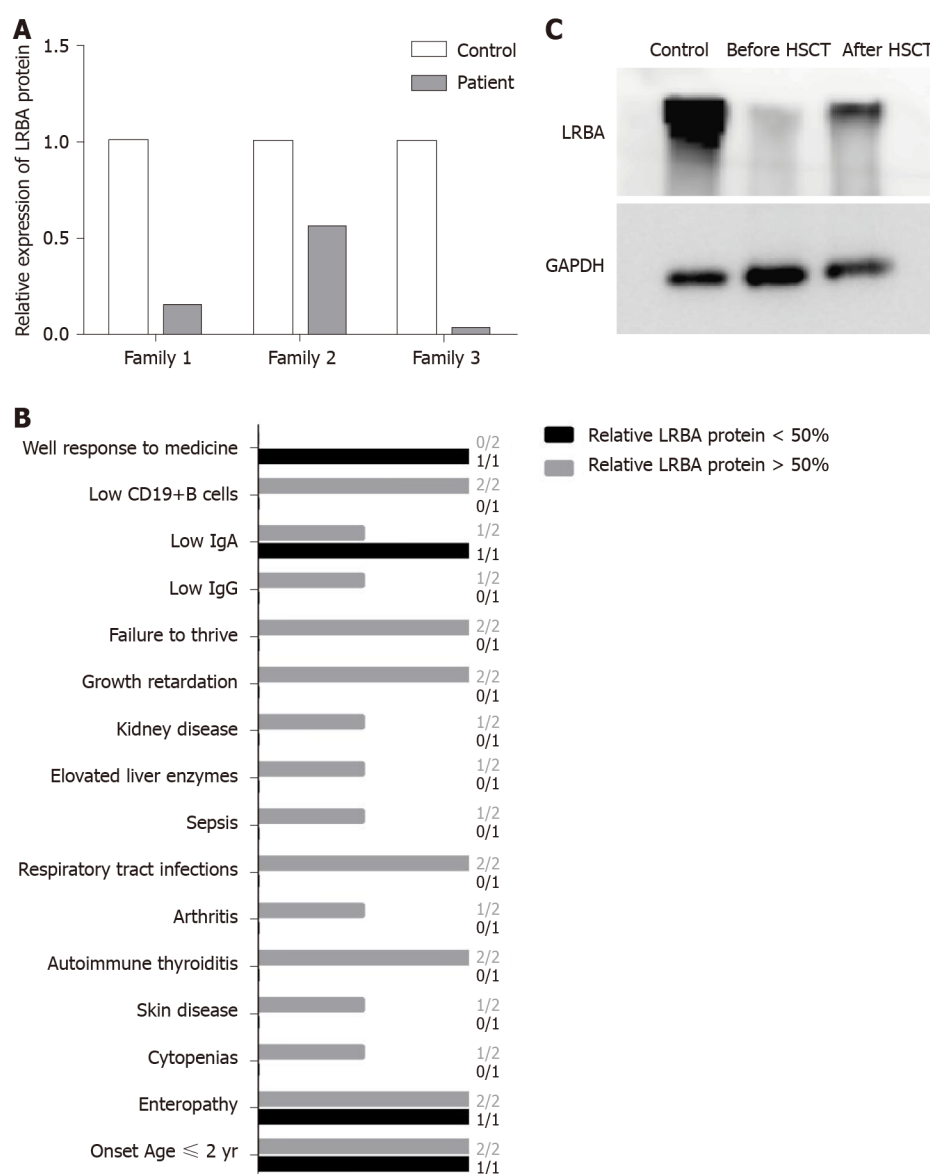 A
1.5
1.0
0.5
0.0
Relative expression of LRBA protein
Control
Patient
Family 1
Family 2
Family 3
C
Control
Before HSCT
After HSCT
LRBA
GAPDH
B
Relative LRBA protein < 50%
Relative LRBA protein > 50%
Well response to medicine
0/2
1/1
Low CD19+B cells
2/2
0/1
Low IgA
1/2
1/1
Low IgG
1/2
0/1
Failure to thrive
2/2
0/1
Growth retardation
2/2
0/1
Kidney disease
1/2
0/1
Elovated liver enzymes
1/2
0/1
Sepsis
1/2
0/1
Respiratory tract infections
2/2
0/1
Arthritis
1/2
0/1
Autoimmune thyroiditis
2/2
0/1
Skin disease
1/2
0/1
Cytopenias
1/2
0/1
Enteropathy
2/2
1/1
Onset Age ≤ 2 yr
2/2
1/1